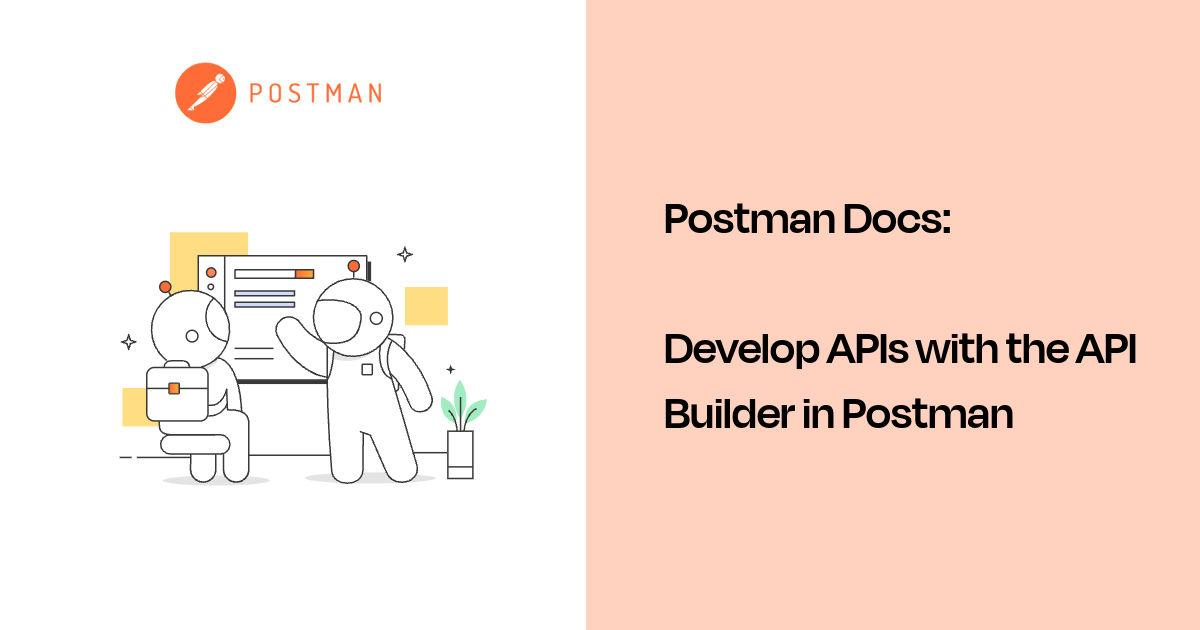 POSTMAN
Postman Docs:
Develop APIs with the API
Builder in Postman